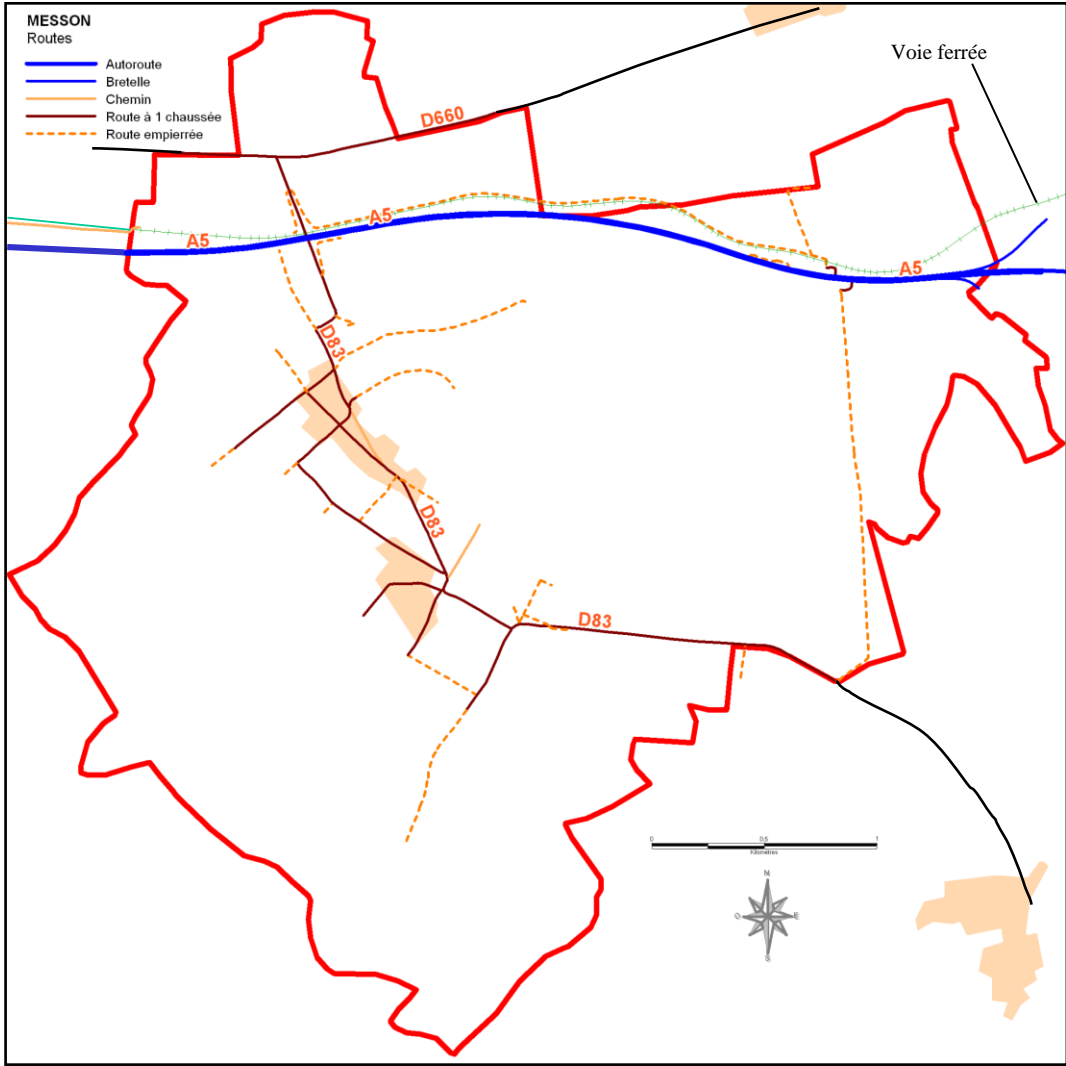 MESSON
Routes
Autoroute
Bretelle
Chemin
Route à 1 chaussée
Route empierrée
Voie ferrée
D660
A5
A5
A5
D83
D83
D83
0 0,5 1
Kilomètres
N
O E
S